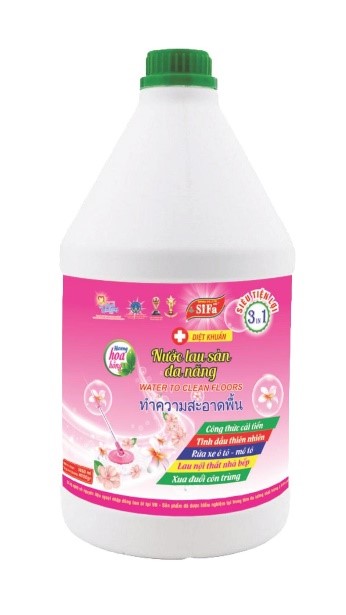 SIFa
SIÊU TIỆN LỢI
3 IN 1
DIỆT KHUẨN
Hương
hoa
hồng
Nước lau sàn
đa năng
WATER TO CLEAN FLOORS
ทำความสะอาดพื้น
Công thức cải tiến
Tinh dầu thiên nhiên
Rửa xe ô tô - mô tô
Lau nội thất nhà bếp
Xua đuổi côn trùng